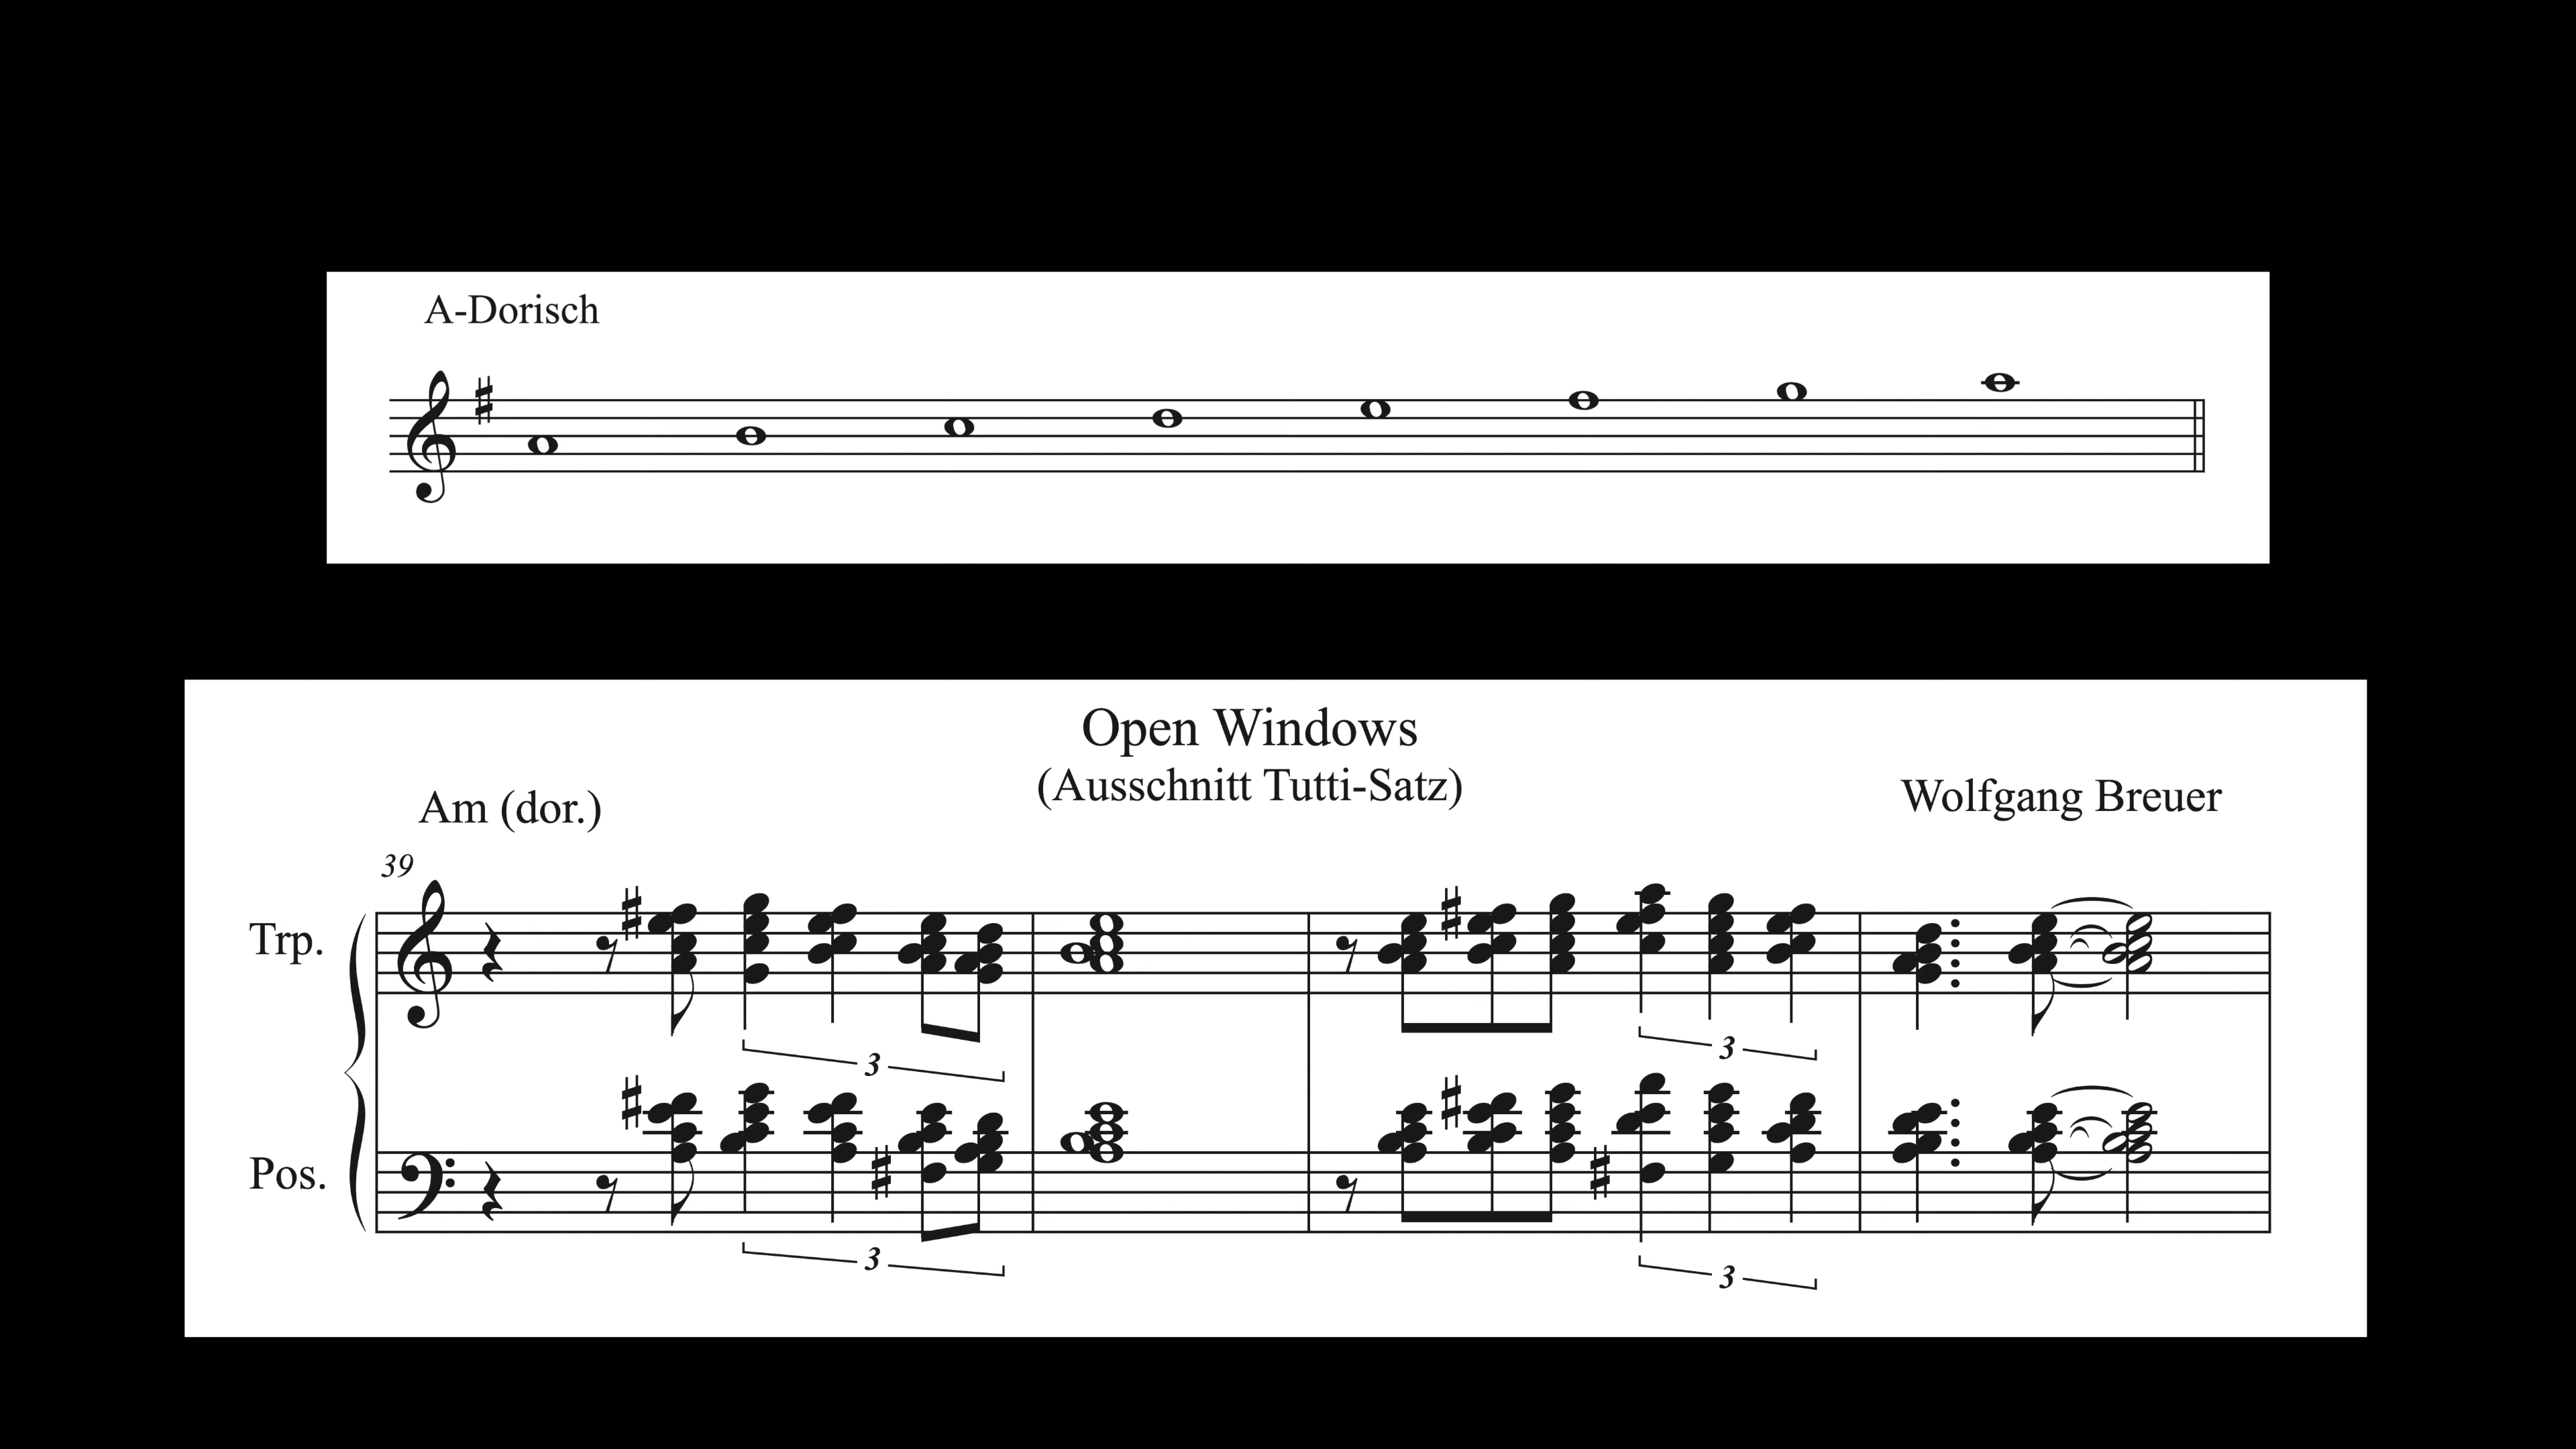 A-Dorisch
Open Windows
(Ausschnitt Tutti-Satz)
Am (dor.)
Wolfgang Breuer
39
Trp.
3
3
Pos.
3
3